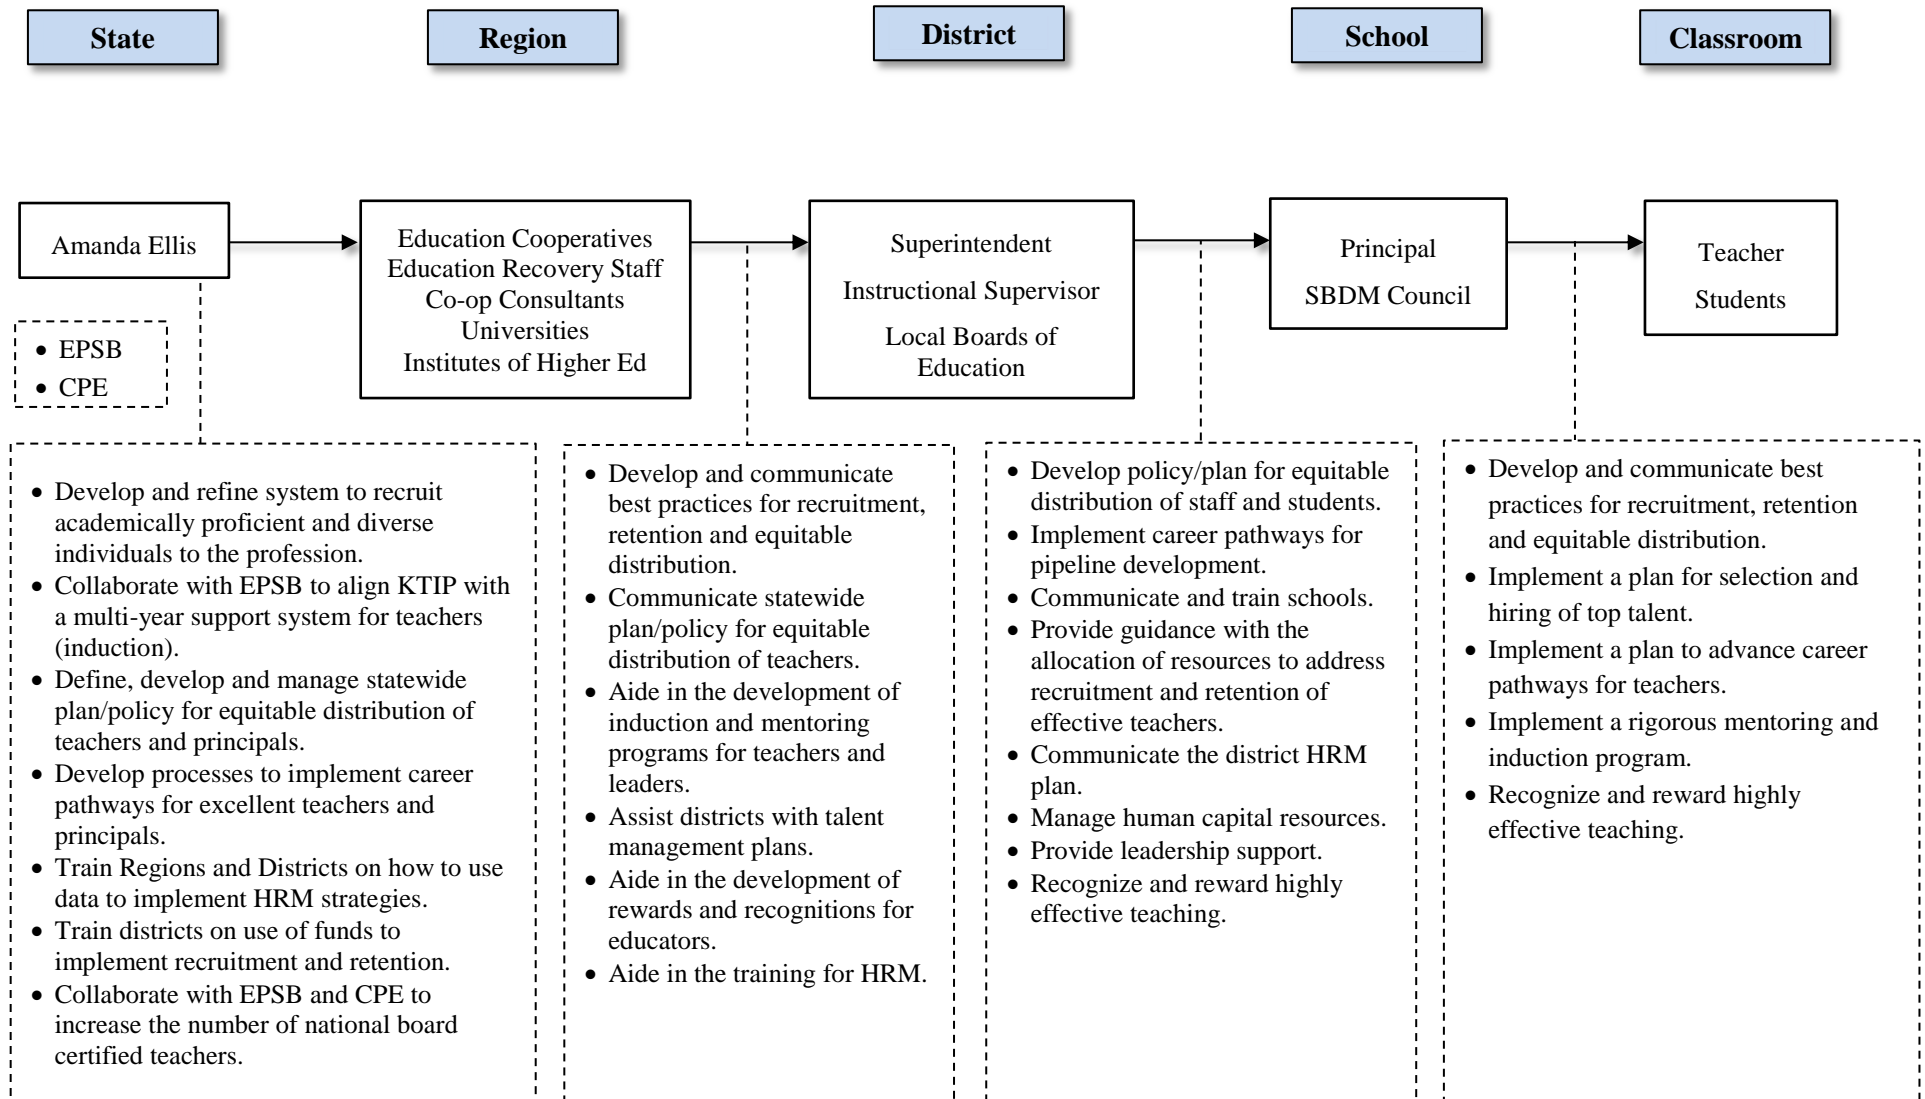 State
Region
District
School
Classroom
Amanda Ellis
Education Cooperatives
Education Recovery Staff
Co-op Consultants
Universities
Institutes of Higher Ed
Superintendent
Instructional Supervisor
Local Boards of
Education
Principal
SBDM Council
Teacher
Students
• EPSB
• CPE
• Develop and refine system to recruit
academically proficient and diverse
individuals to the profession.
• Collaborate with EPSB to align KTIP with
a multi-year support system for teachers
(induction).
• Define, develop and manage statewide
plan/policy for equitable distribution of
teachers and principals.
• Develop processes to implement career
pathways for excellent teachers and
principals.
• Train Regions and Districts on how to use
data to implement HRM strategies.
• Train districts on use of funds to
implement recruitment and retention.
• Collaborate with EPSB and CPE to
increase the number of national board
certified teachers.
• Develop and communicate
best practices for recruitment,
retention and equitable
distribution.
• Communicate statewide
plan/policy for equitable
distribution of teachers.
• Aide in the development of
induction and mentoring
programs for teachers and
leaders.
• Assist districts with talent
management plans.
• Aide in the development of
rewards and recognitions for
educators.
• Aide in the training for HRM.
• Develop policy/plan for equitable
distribution of staff and students.
• Implement career pathways for
pipeline development.
• Communicate and train schools.
• Provide guidance with the
allocation of resources to address
recruitment and retention of
effective teachers.
• Communicate the district HRM
plan.
• Manage human capital resources.
• Provide leadership support.
• Recognize and reward highly
effective teaching.
• Develop and communicate best
practices for recruitment, retention
and equitable distribution.
• Implement a plan for selection and
hiring of top talent.
• Implement a plan to advance career
pathways for teachers.
• Implement a rigorous mentoring and
induction program.
• Recognize and reward highly
effective teaching.